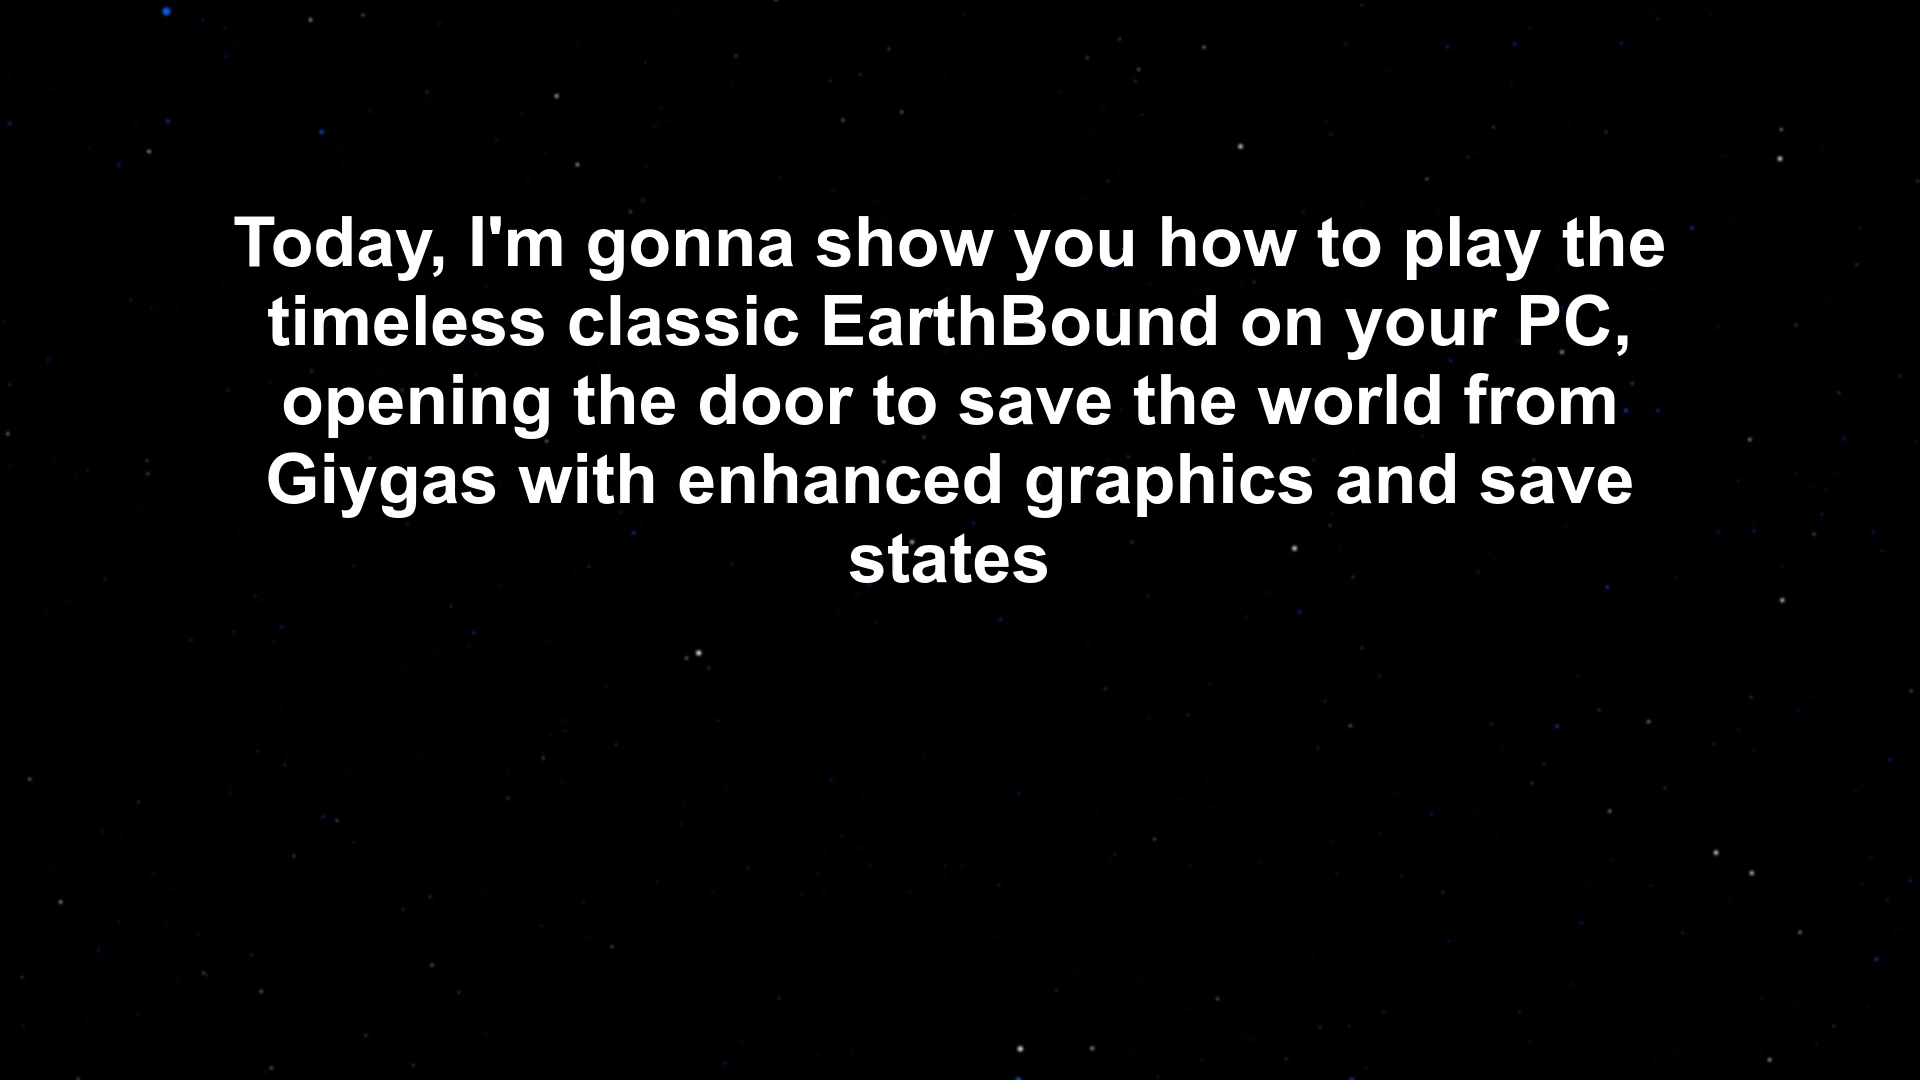 Today, I'm gonna show you how to play the
timeless classic EarthBound on your PC,
opening the door to save the world from
Giygas with enhanced graphics and save
states